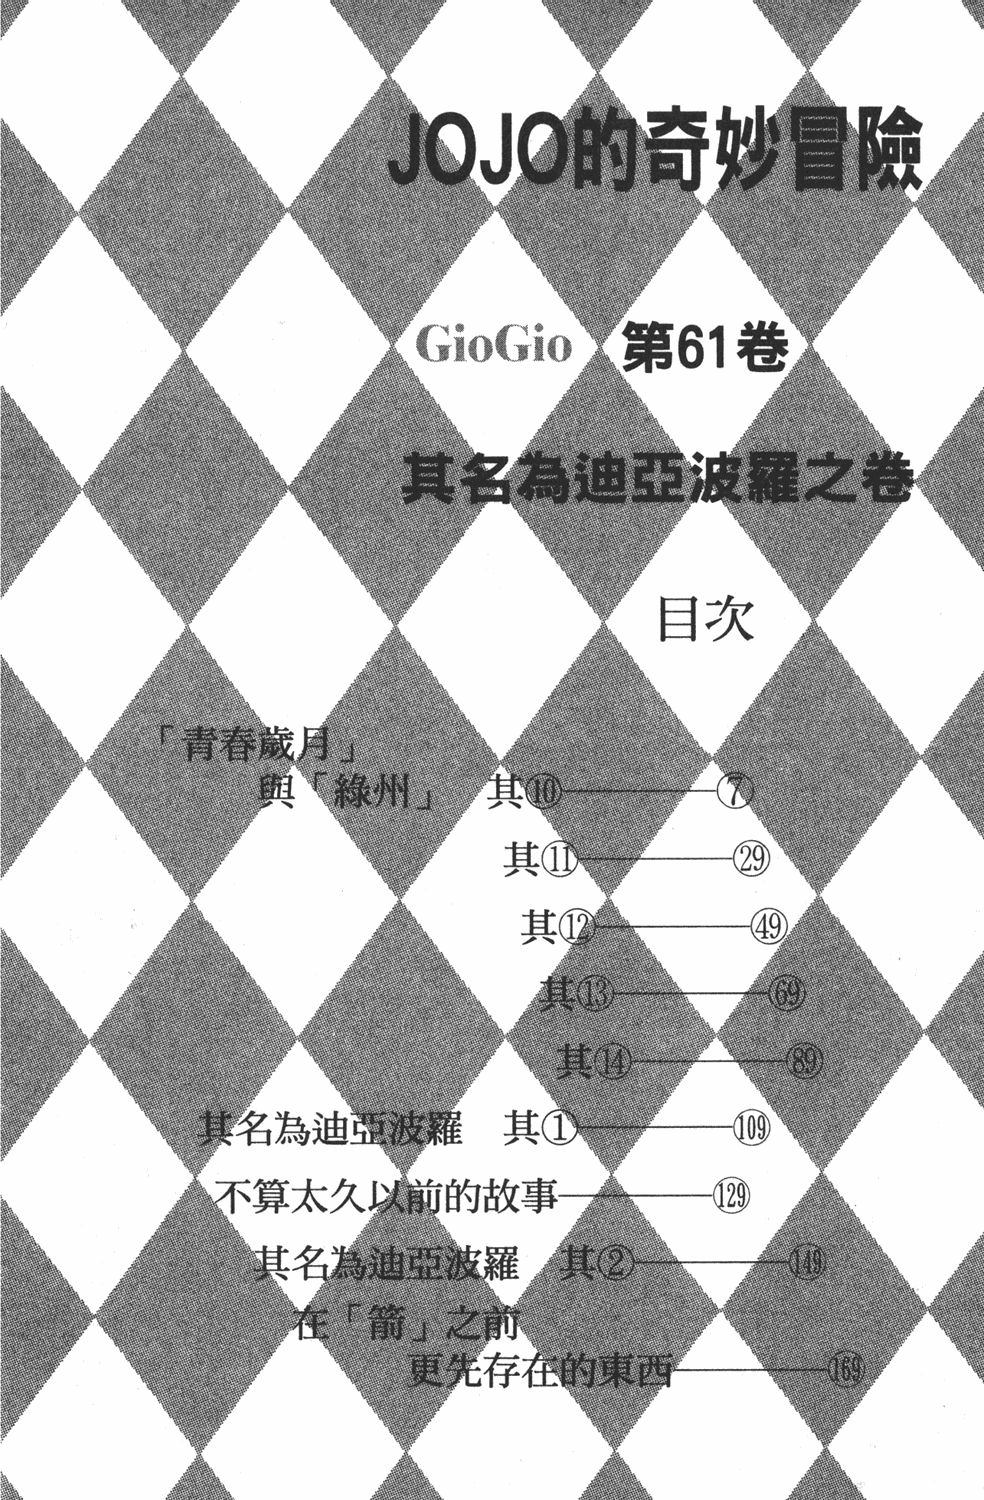 JOJO的奇妙冒險
GioGio 第61卷
其名為迪亞波羅之卷
目次
「青春歲月」
與「綠州」 其⑩ ⑦
其⑪ ㉙
其⑫ ㊾
其⑬ 69
其⑭ 89
其名為迪亞波羅 其① 109
不算太久以前的故事 129
其名為迪亞波羅 其② 149
在「箭」之前
更先存在的東西 169